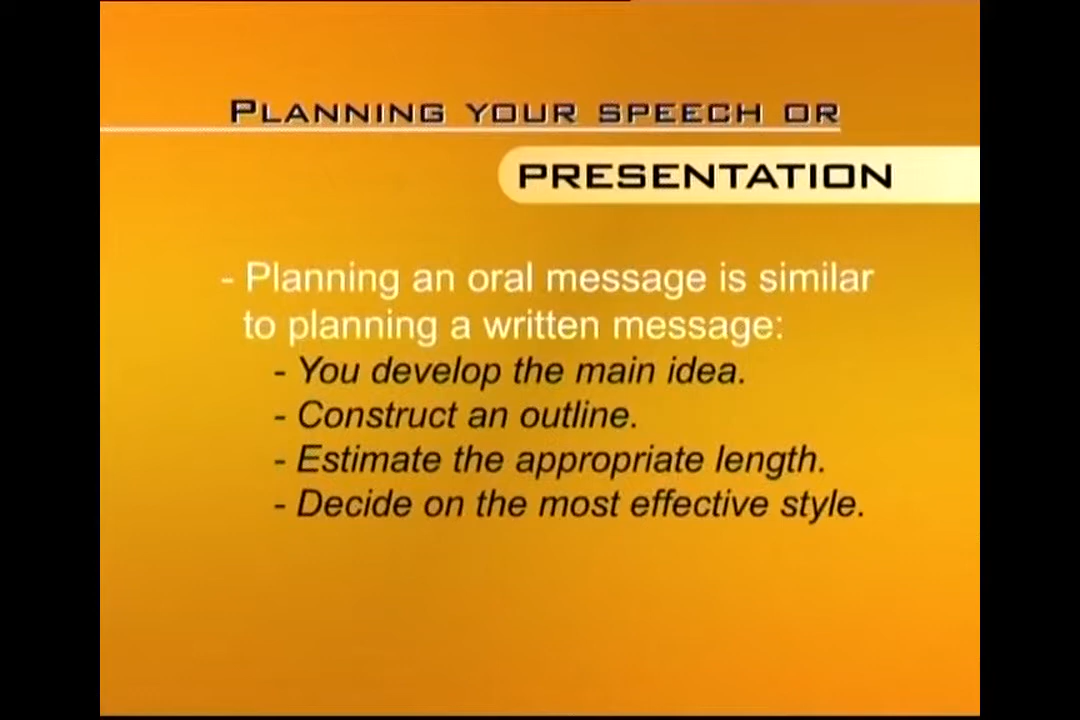 PLANNING YOUR SPEECH OR
PRESENTATION
- Planning an oral message is similar
to planning a written message:
- You develop the main idea.
- Construct an outline.
- Estimate the appropriate length.
- Decide on the most effective style.